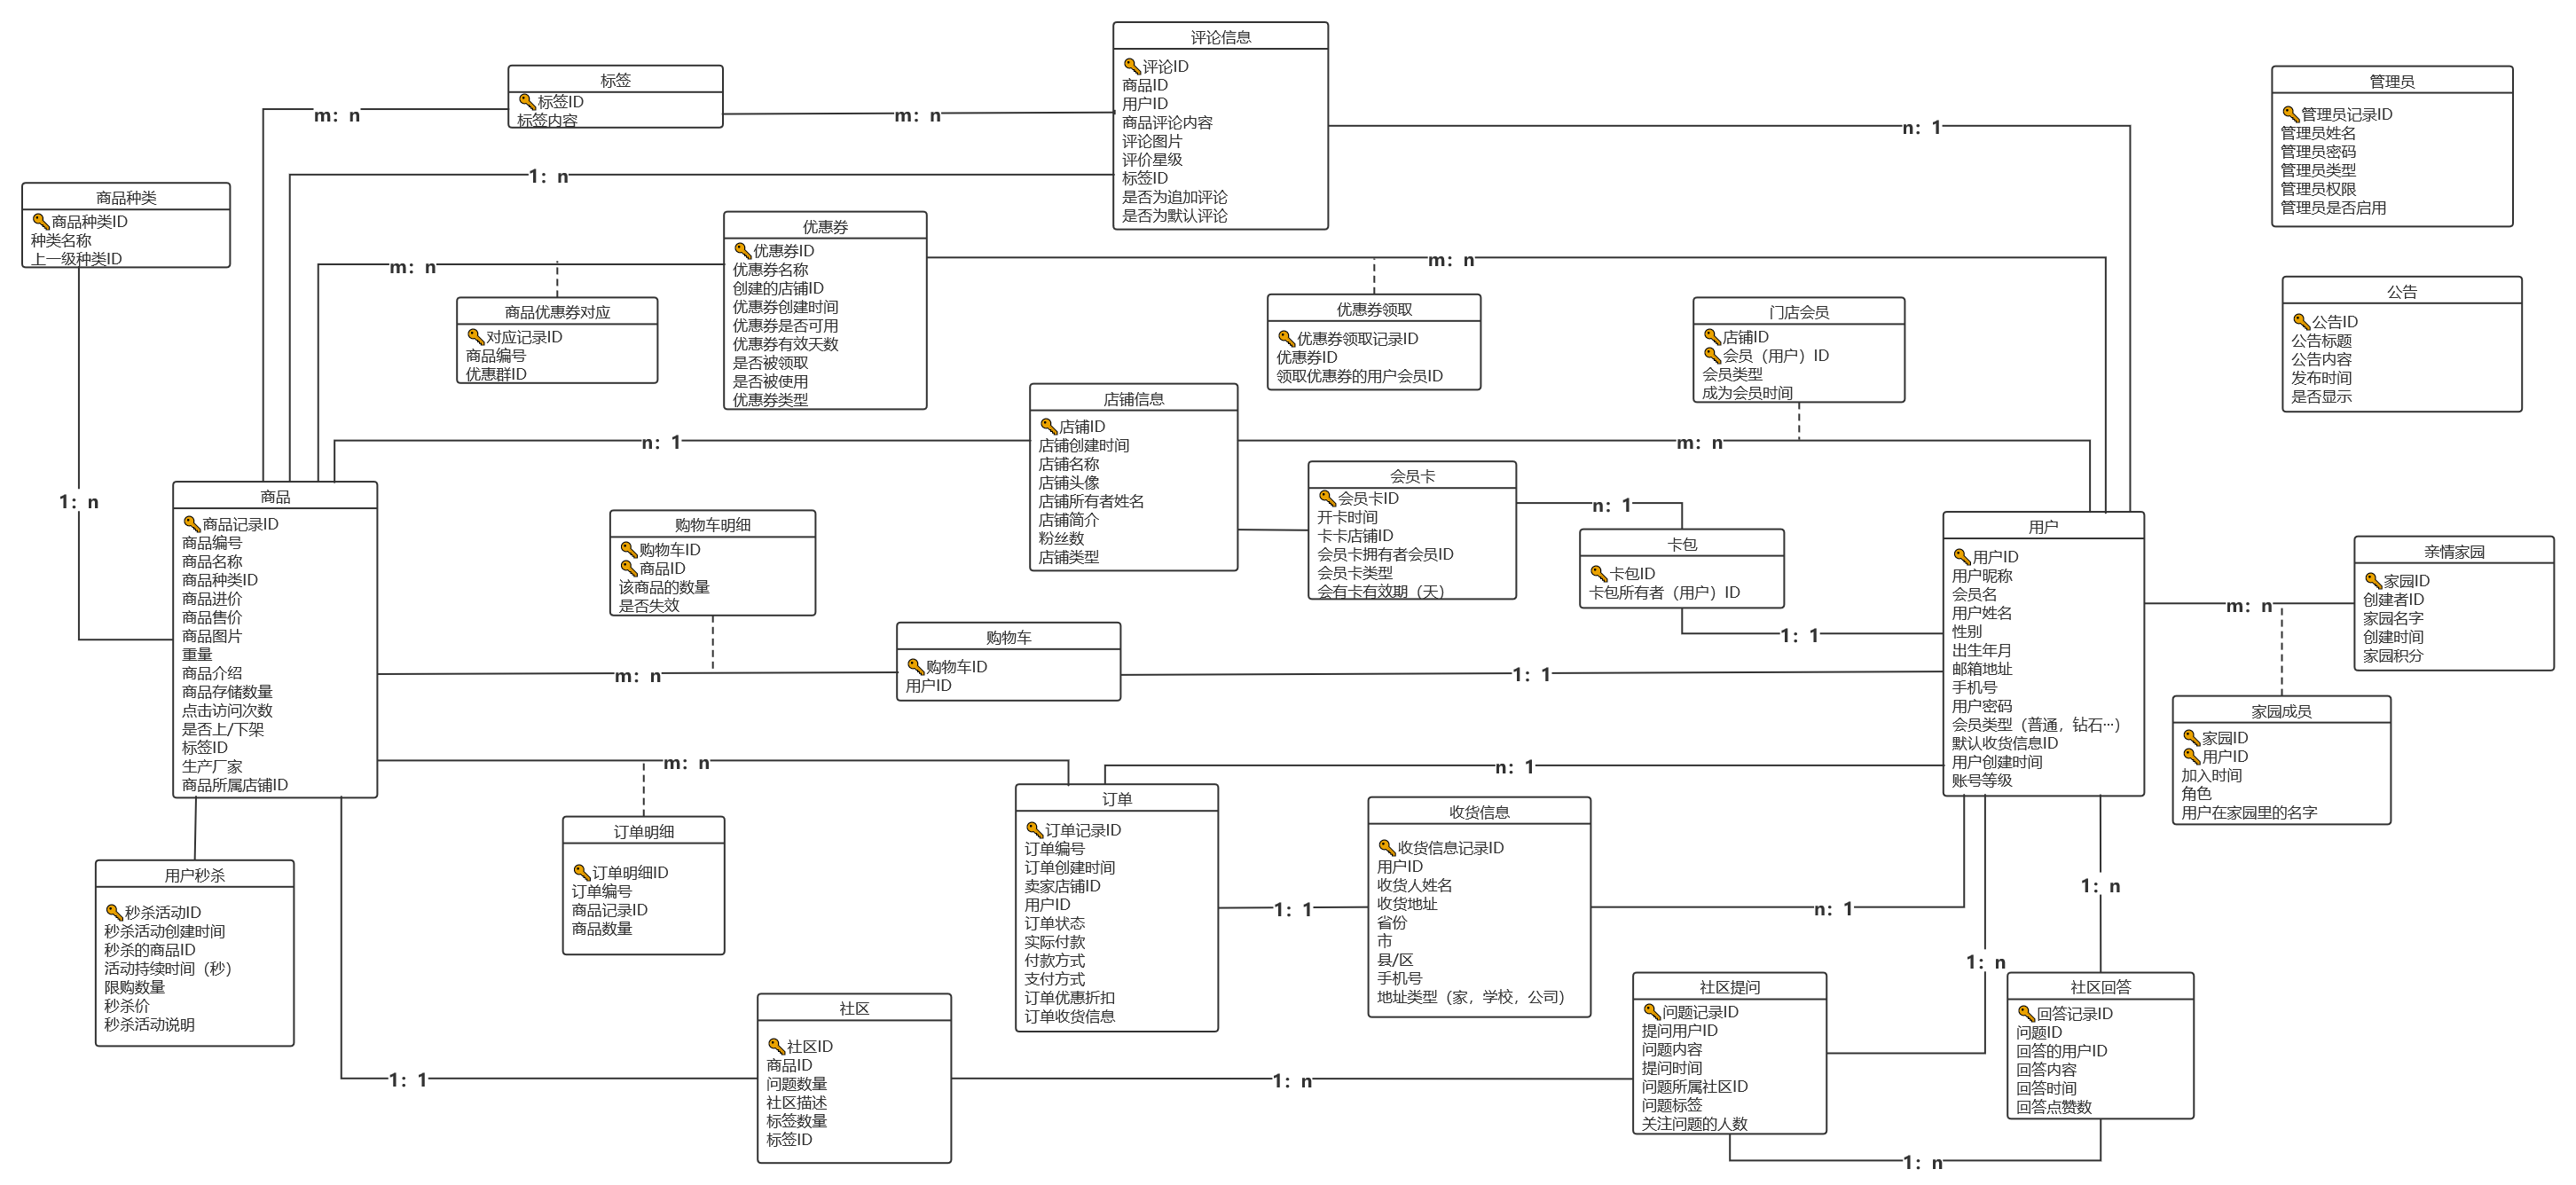 评论信息
评论ID
商品ID
用户ID
商品评论内容
评论图片
评价星级
标签ID
是否为追加评论
是否为默认评论
标签
标签ID
标签内容
m: n
m: n
n: 1
1: n
管理员
管理员记录ID
管理员姓名
管理员密码
管理员类型
管理员权限
管理员是否启用
商品种类
商品种类ID
种类名称
上一级种类ID
优惠券
优惠券ID
优惠券名称
创建的店铺ID
优惠券创建时间
优惠券是否可用
优惠券有效天数
是否被领取
是否被使用
优惠券类型
m: n
m: n
商品优惠券对应
对应记录ID
商品编号
优惠群ID
优惠券领取
优惠券领取记录ID
优惠券ID
领取优惠券的用户会员ID
门店会员
店铺ID
会员（用户）ID
会员类型
成为会员时间
公告
公告ID
公告标题
公告内容
发布时间
是否显示
店铺信息
店铺ID
店铺创建时间
店铺名称
店铺头像
店铺所有者姓名
店铺简介
粉丝数
店铺类型
n: 1
m: n
1: n
会员卡
会员卡ID
开卡时间
卡卡店铺ID
会员卡拥有者会员ID
会员卡类型
会有卡有效期（天）
n: 1
卡包
卡包ID
卡包所有者（用户）ID
1: 1
商品
商品记录ID
商品编号
商品名称
商品种类ID
商品进价
商品售价
商品图片
重量
商品介绍
商品存储数量
点击访问次数
是否上/下架
标签ID
生产厂家
商品所属店铺ID
购物车明细
购物车ID
商品ID
该商品的数量
是否失效
m: n
购物车
购物车ID
用户ID
1: 1
用户
用户ID
用户昵称
会员名
用户姓名
性别
出生年月
邮箱地址
手机号
用户密码
会员类型（普通，钻石···）
默认收货信息ID
用户创建时间
账号等级
亲情家园
家园ID
创建者ID
家园名字
创建时间
家园积分
m: n
家园成员
家园ID
用户ID
加入时间
角色
用户在家园里的名字
m: n
n: 1
订单明细
订单明细ID
订单编号
商品记录ID
商品数量
订单
订单记录ID
订单编号
订单创建时间
卖家店铺ID
用户ID
订单状态
实际付款
付款方式
支付方式
订单优惠折扣
订单收货信息
1: 1
收货信息
收货信息记录ID
用户ID
收货人姓名
收货地址
省份
市
县/区
手机号
地址类型（家，学校，公司）
n: 1
1: n
1: n
用户秒杀
秒杀活动ID
秒杀活动创建时间
秒杀的商品ID
活动持续时间（秒）
限购数量
秒杀价
秒杀活动说明
1: 1
社区
社区ID
商品ID
问题数量
社区描述
标签数量
标签ID
1: n
社区提问
问题记录ID
提问用户ID
问题内容
提问时间
问题所属社区ID
问题标签
关注问题的人数
社区回答
回答记录ID
问题ID
回答的用户ID
回答内容
回答时间
回答点赞数
1: n